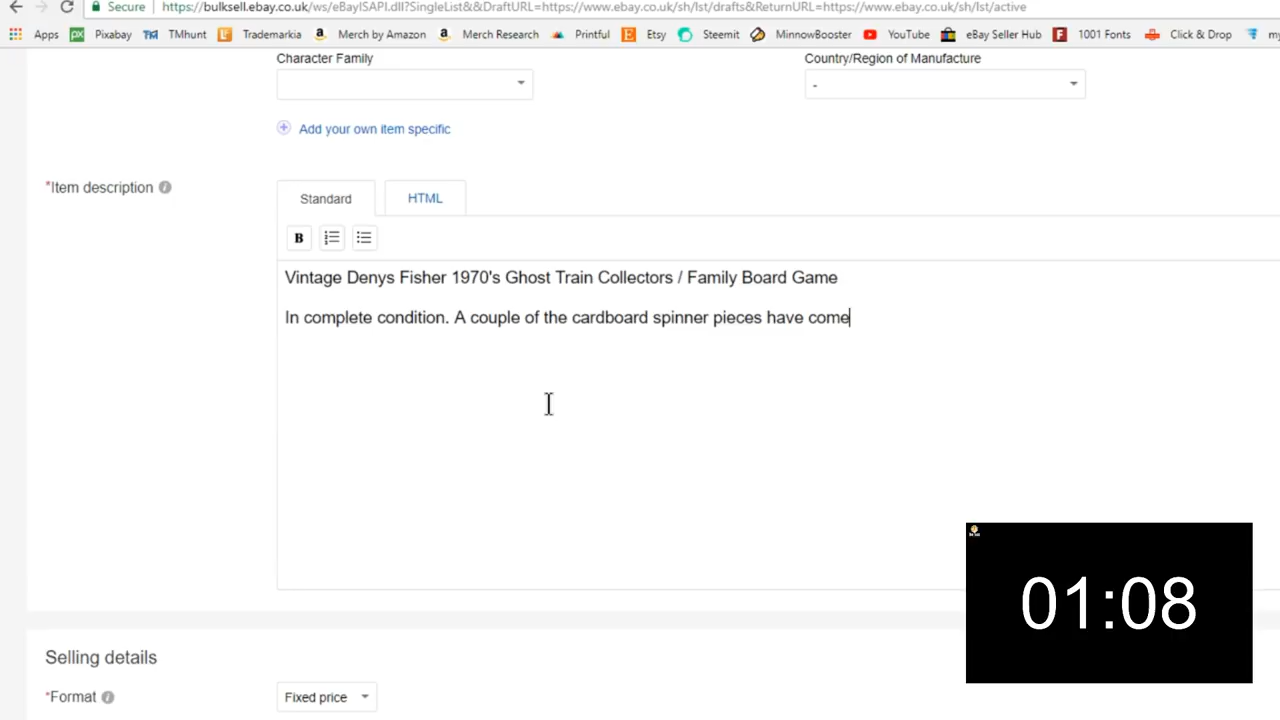 Secure https://bulksell.ebay.co.uk/ws/eBayISAPI.dll?SingleList&&DraftURL=https://www.ebay.co.uk/sh/lst/drafts&ReturnURL=https://www.ebay.co.uk/sh/lst/active
Apps Pixabay TMhunt Trademarkia Merch by Amazon Merch Research Printful Etsy Steemit MinnowBooster YouTube eBay Seller Hub 1001 Fonts Click & Drop
Character Family Country/Region of Manufacture
-
Add your own item specific
*Item description Standard HTML
B
Vintage Denys Fisher 1970's Ghost Train Collectors / Family Board Game
In complete condition. A couple of the cardboard spinner pieces have come
01:08
Selling details
*Format Fixed price